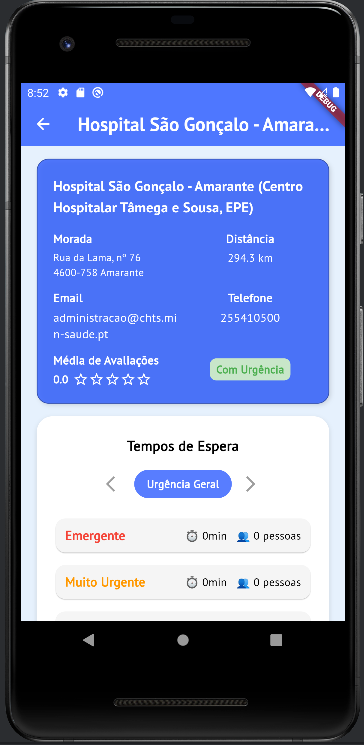 8:52
DEBUG
Hospital São Gonçalo - Amara...
Hospital São Gonçalo - Amarante (Centro
Hospitalar Tâmega e Sousa, EPE)
Morada
Distância
Rua da Lama, nº 76
4600-758 Amarante
294.3 km
Email
Telefone
administracao@chts.mi
n-saude.pt
255410500
Média de Avaliações
0.0
Com Urgência
Tempos de Espera
Urgência Geral
Emergente 0min 0 pessoas
Muito Urgente 0min 0 pessoas